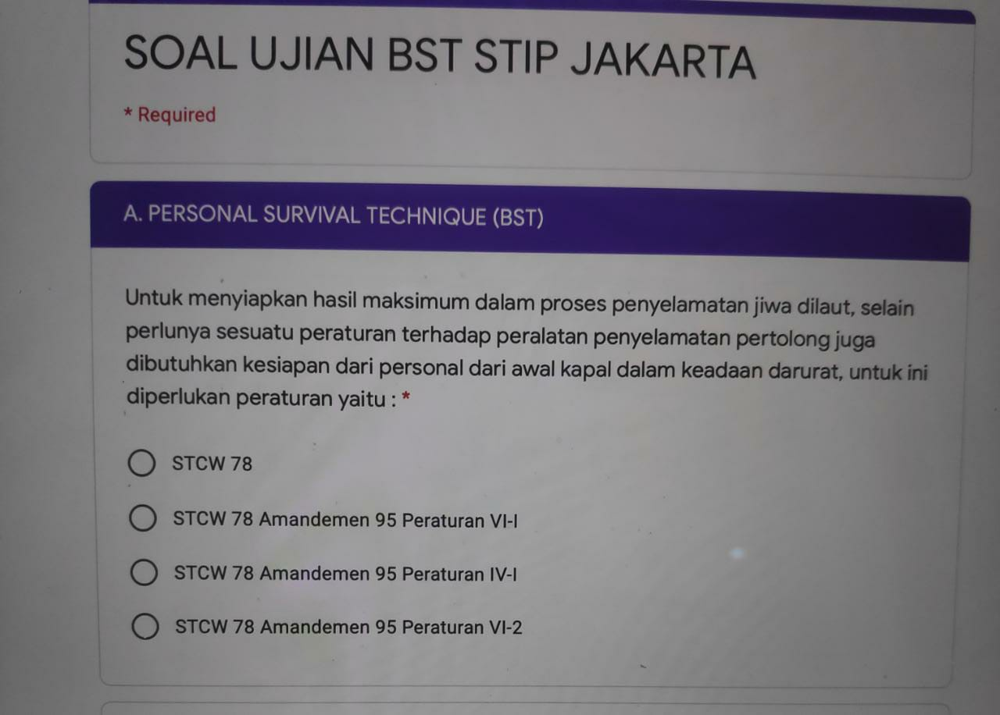 SOAL UJIAN BST STIP JAKARTA
* Required
A. PERSONAL SURVIVAL TECHNIQUE (BST)
Untuk menyiapkan hasil maksimum dalam proses penyelamatan jiwa dilaut, selain
perlunya sesuatu peraturan terhadap peralatan penyelamatan pertolong juga
dibutuhkan kesiapan dari personal dari awal kapal dalam keadaan darurat, untuk ini
diperlukan peraturan yaitu : *
STCW 78
STCW 78 Amandemen 95 Peraturan VI-I
STCW 78 Amandemen 95 Peraturan IV-I
STCW 78 Amandemen 95 Peraturan VI-2